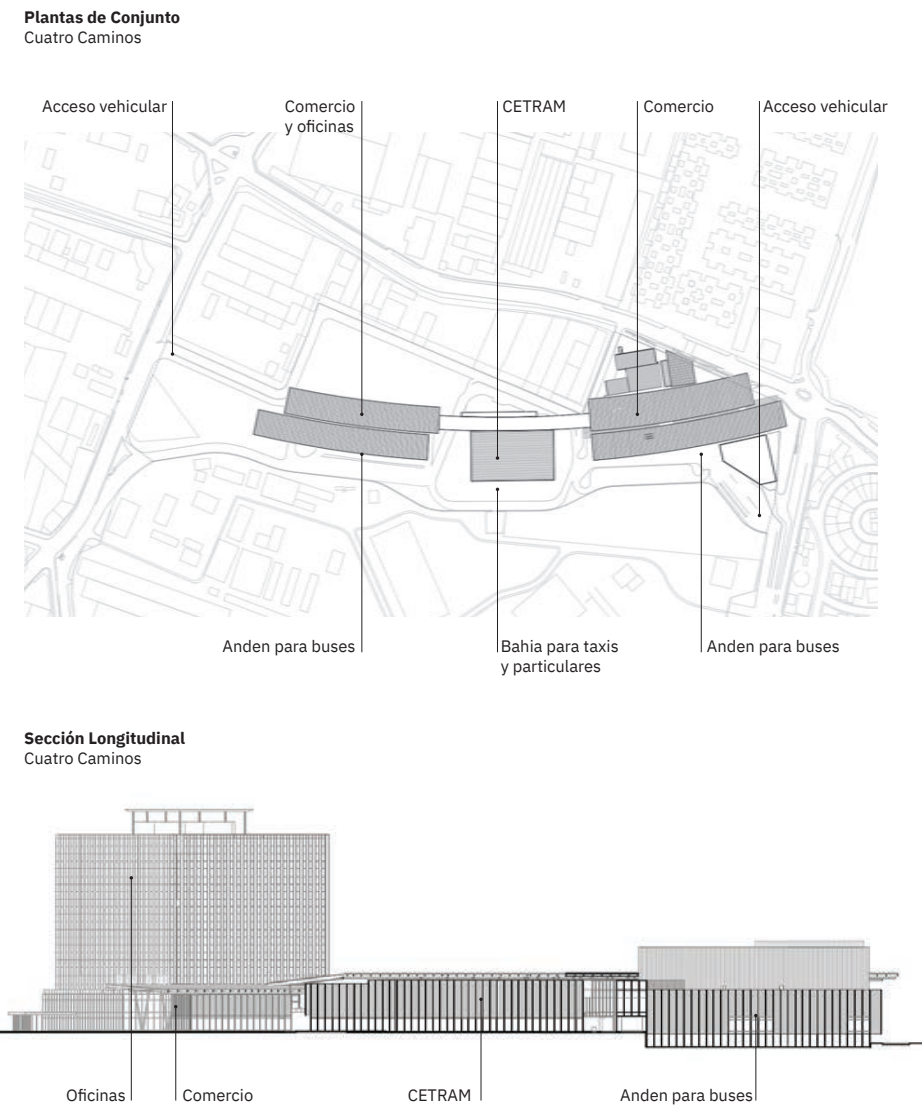 Plantas de Conjunto
Cuatro Caminos
Acceso vehicular
Comercio
y oficinas
CETRAM
Comercio
Acceso vehicular
Anden para buses
Bahia para taxis
y particulares
Anden para buses
Sección Longitudinal
Cuatro Caminos
Oficinas
Comercio
CETRAM
Anden para buses